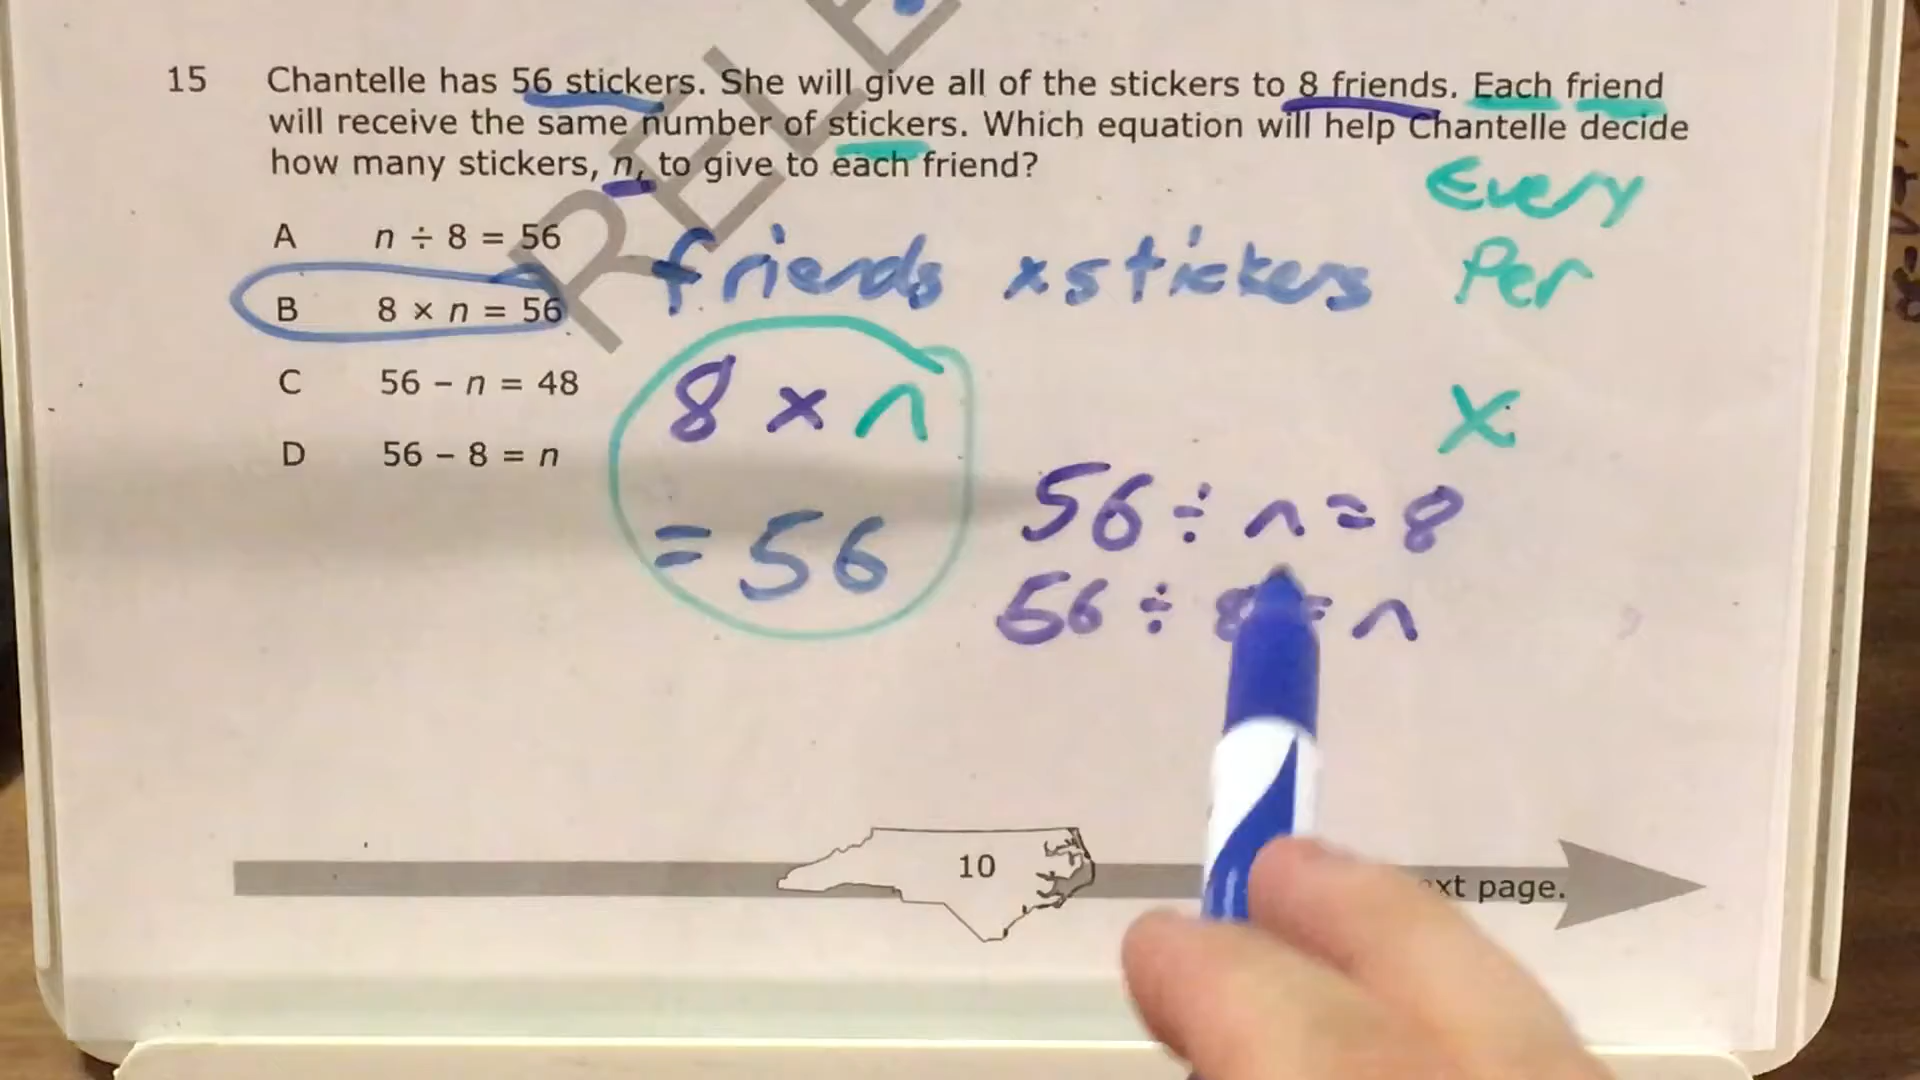 RELE
15 Chantelle has 56 stickers. She will give all of the stickers to 8 friends. Each friend
will receive the same number of stickers. Which equation will help Chantelle decide
how many stickers, n, to give to each friend?
Every
A n ÷ 8 = 56
friends × stickers Per
B 8 × n = 56
C 56 – n = 48
8 × n
×
D 56 – 8 = n
56 ÷ n = 8
= 56
56 ÷ 8 = n
10
page.